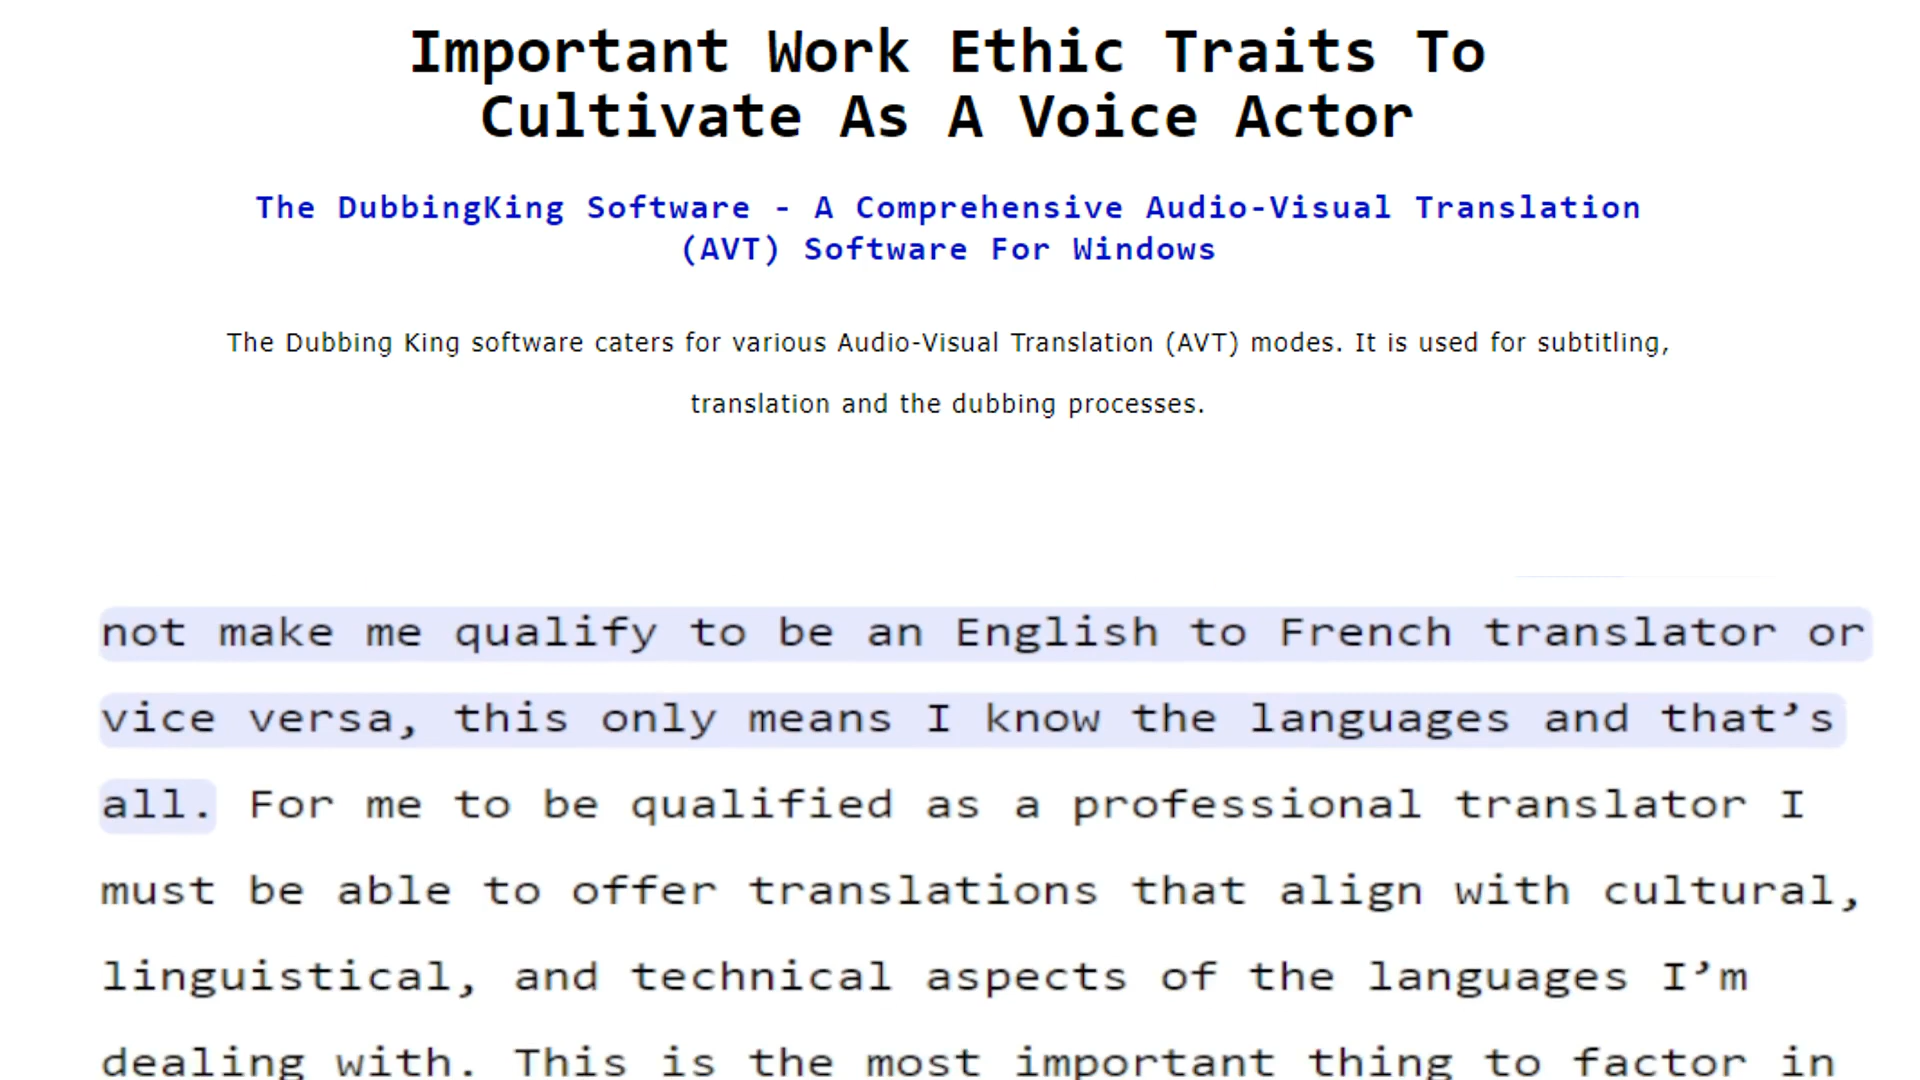 Important Work Ethic Traits To
Cultivate As A Voice Actor
The DubbingKing Software - A Comprehensive Audio-Visual Translation
(AVT) Software For Windows
The Dubbing King software caters for various Audio-Visual Translation (AVT) modes. It is used for subtitling,
translation and the dubbing processes.
not make me qualify to be an English to French translator or
vice versa, this only means I know the languages and that’s
all. For me to be qualified as a professional translator I
must be able to offer translations that align with cultural,
linguistical, and technical aspects of the languages I’m
dealing with. This is the most important thing to factor in